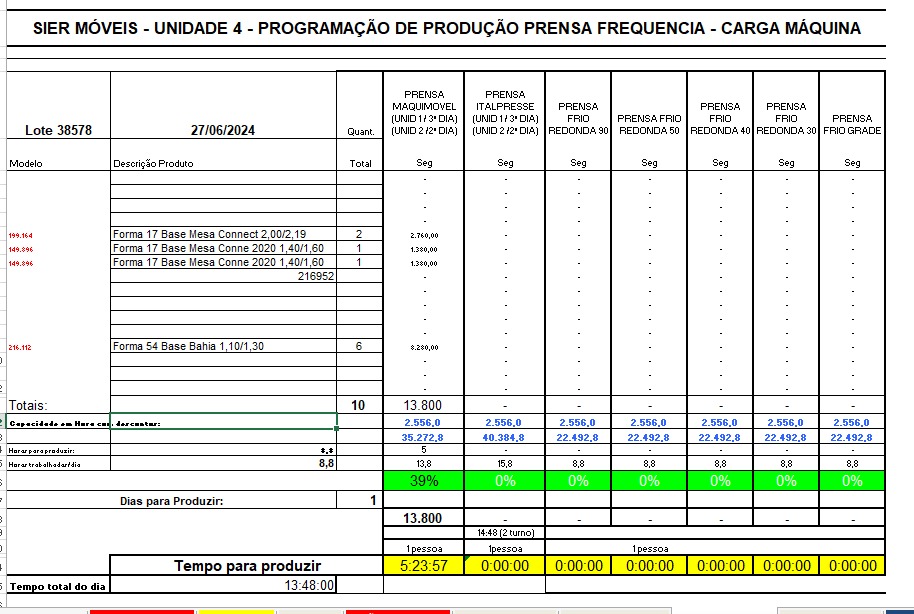 SIER MÓVEIS - UNIDADE 4 - PROGRAMAÇÃO DE PRODUÇÃO PRENSA FREQUENCIA - CARGA MÁQUINA
Lote 38578 27/06/2024 Quant. PRENSA MAQUIMOVEL (UNID 1 / 3ª DIA) (UNID 2 /2ª DIA) PRENSA ITALPRESSE (UNID 1 / 3ª DIA) (UNID 2 /2ª DIA) PRENSA FRIO REDONDA 90 PRENSA FRIO REDONDA 50 PRENSA FRIO REDONDA 40 PRENSA FRIO REDONDA 30 PRENSA FRIO GRADE
Modelo Descrição Produto Total Seg Seg Seg Seg Seg Seg Seg
- - - - - - -
- - - - - - -
- - - - - - -
- - - - - - -
199.164 Forma 17 Base Mesa Connect 2,00/2,19 2 2.760,00 - - - - - -
149.896 Forma 17 Base Mesa Conne 2020 1,40/1,60 1 1.380,00 - - - - - -
149.896 Forma 17 Base Mesa Conne 2020 1,40/1,60 1 1.380,00 - - - - - -
216952 - - - - - - -
- - - - - - -
- - - - - - -
- - - - - - -
- - - - - - -
216.112 Forma 54 Base Bahia 1,10/1,30 6 8.280,00 - - - - - -
- - - - - - -
- - - - - - -
- - - - - - -
Totais: 10 13.800 - - - - - -
Capacidade em Hora com descontar: 2.556,0 2.556,0 2.556,0 2.556,0 2.556,0 2.556,0 2.556,0
35.272,8 40.384,8 22.492,8 22.492,8 22.492,8 22.492,8 22.492,8
Horas para produzir: 8,8 5 - - - - - -
Horas trabalhadas/dia 8,8 13,8 15,8 8,8 8,8 8,8 8,8 8,8
39% 0% 0% 0% 0% 0% 0%
Dias para Produzir: 1
13.800 - - - - - -
14:48 (2 turno)
1pessoa 1pessoa 1pessoa
Tempo para produzir 5:23:57 0:00:00 0:00:00 0:00:00 0:00:00 0:00:00 0:00:00
Tempo total do dia 13:48:00